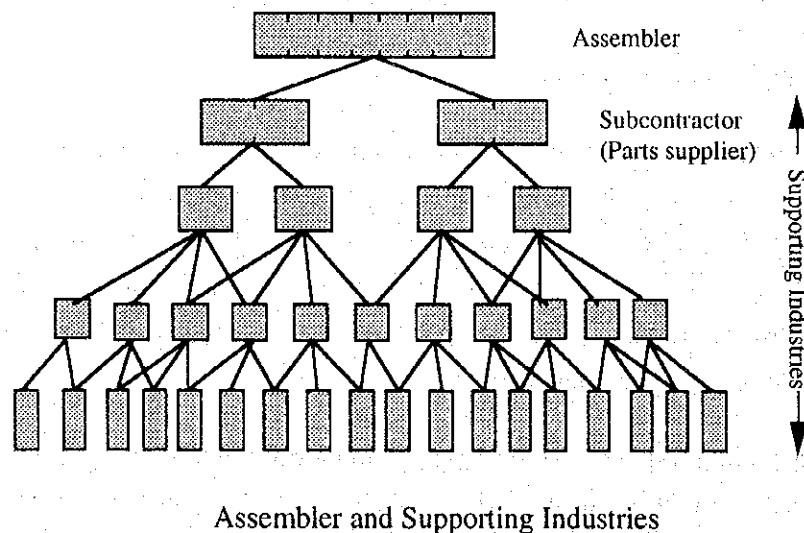 Assembler
Subcontractor
(Parts supplier)
Supporting Industries
Assembler and Supporting Industries